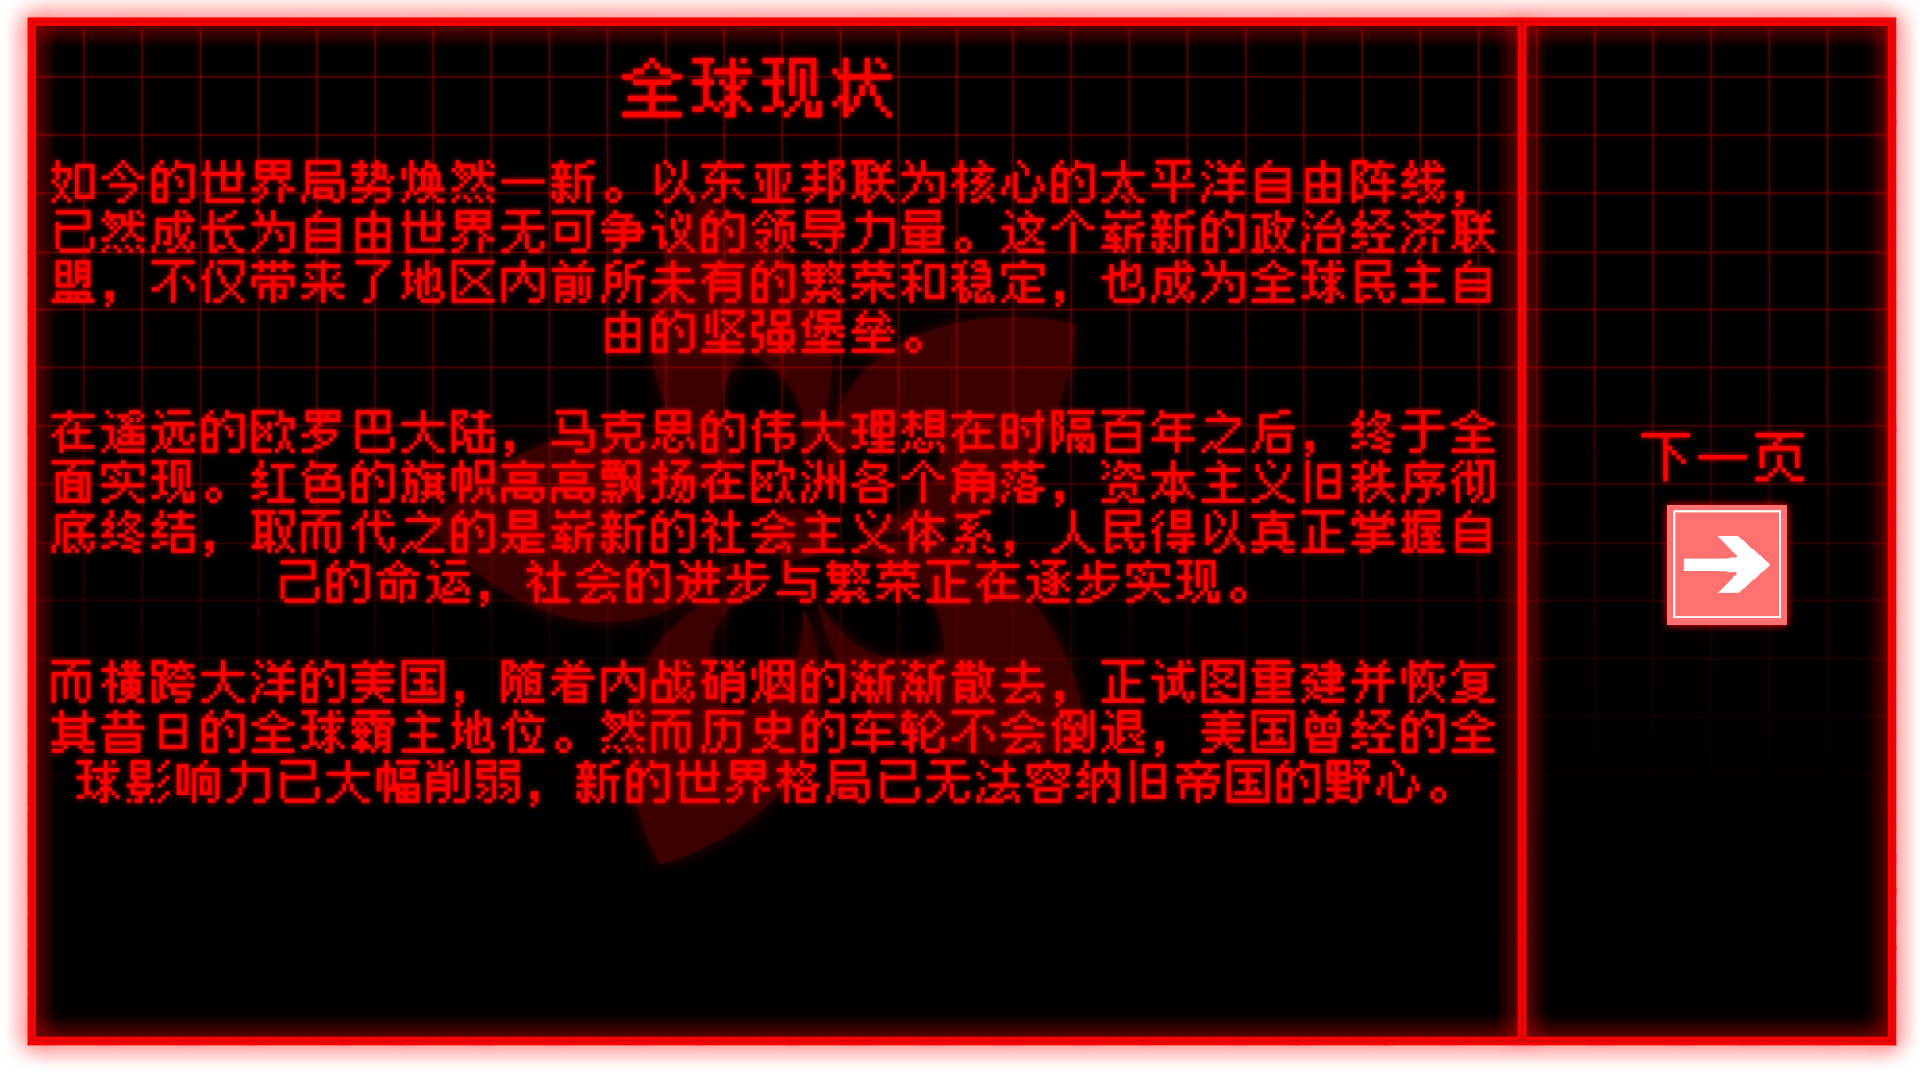 全球现状
如今的世界局势焕然一新。以东亚邦联为核心的太平洋自由阵线，
已然成长为自由世界无可争议的领导力量。这个崭新的政治经济联
盟，不仅带来了地区内前所未有的繁荣和稳定，也成为全球民主自
由的坚强堡垒。
在遥远的欧罗巴大陆，马克思的伟大理想在时隔百年之后，终于全
面实现。红色的旗帜高高飘扬在欧洲各个角落，资本主义旧秩序彻
底终结，取而代之的是崭新的社会主义体系，人民得以真正掌握自
己的命运，社会的进步与繁荣正在逐步实现。
而横跨大洋的美国，随着内战硝烟的渐渐散去，正试图重建并恢复
其昔日的全球霸主地位。然而历史的车轮不会倒退，美国曾经的全
球影响力已大幅削弱，新的世界格局已无法容纳旧帝国的野心。
下一页